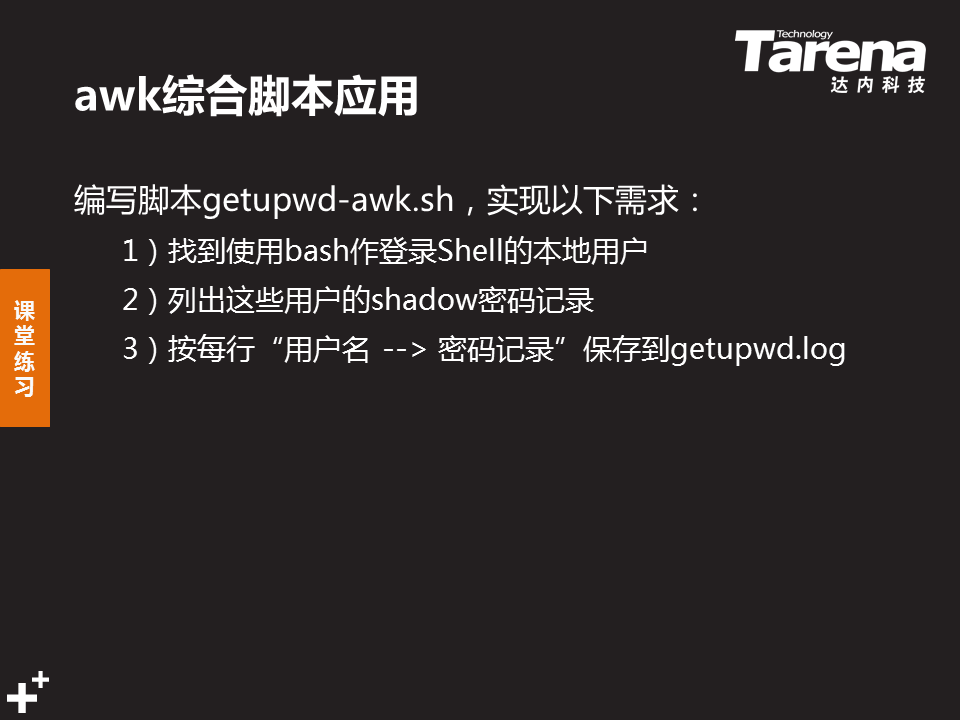 Technology
Tarena
达内科技
awk综合脚本应用
编写脚本getupwd-awk.sh，实现以下需求：
1）找到使用bash作登录Shell的本地用户
2）列出这些用户的shadow密码记录
3）按每行“用户名 --> 密码记录”保存到getupwd.log
课
堂
练
习